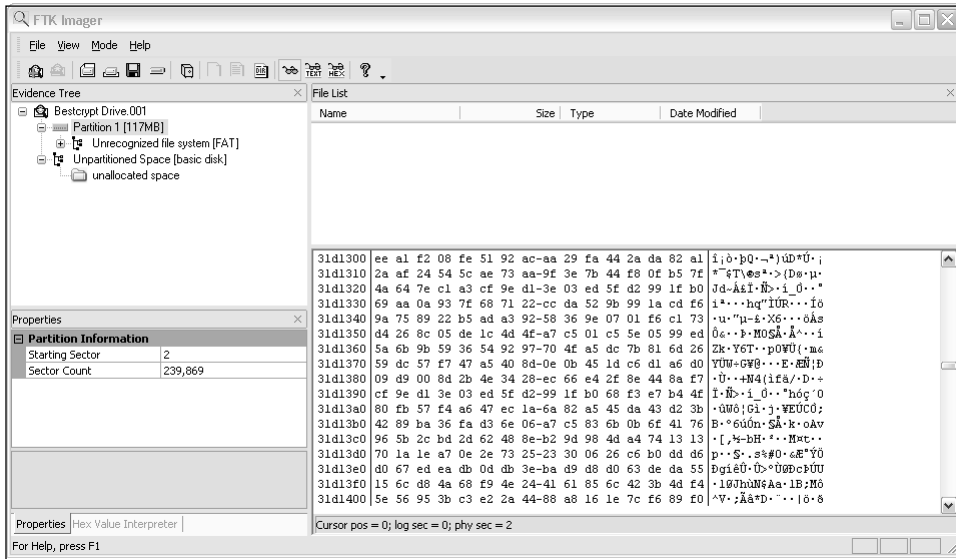 FTK Imager
File View Mode Help
Evidence Tree
Bestcrypt Drive.001
Partition 1 [117MB]
Unrecognized file system [FAT]
Unpartitioned Space [basic disk]
unallocated space
File List
Name Size Type Date Modified
Properties
Partition Information
Starting Sector 2
Sector Count 239,869
31d1300 ee a1 f2 08 fe 51 92 ac-aa 29 fa 44 2a da 82 a1
31d1310 2a af 24 54 5c ae 73 aa-9f 3e 7b 44 f8 0f b5 7f
31d1320 4a 64 7e c1 a3 cf 9e d1-3e 03 ed 5f d2 99 1f b0
31d1330 69 aa 0a 93 7f 68 71 22-cc da 52 9b 99 1a cd f6
31d1340 9a 75 89 22 b5 ad a3 92-58 36 9e 07 01 f6 c1 73
31d1350 d4 26 8c 05 de 1c 4d 4f-a7 c5 01 c5 5e 05 99 ed
31d1360 5a 6b 9b 59 36 54 92 97-70 4f a5 dc 7b 81 6d 26
31d1370 59 dc 57 f7 47 a5 40 8d-0e 0b 45 1d c6 d1 a6 d0
31d1380 09 d9 00 8d 2b 4e 34 28-ec 66 e4 2f 8e 44 8a f7
31d1390 cf 9e d1 3e 03 ed 5f d2-99 1f b0 68 f3 e7 b4 4f
31d13a0 80 fb 57 f4 a6 47 ec 1a-6a 82 a5 45 da 43 d2 3b
31d13b0 42 89 ba 36 fa d3 6e 06-a7 c5 83 6b 0b 6f 41 76
31d13c0 96 5b 2c bd 2d 62 48 8e-b2 9d 98 4d a4 74 13 13
31d13d0 70 1a 1e a7 0e 2e 73 25-23 30 06 26 c6 b0 dd d6
31d13e0 d0 67 ed ea db 0d db 3e-ba d9 d8 d0 63 de da 55
31d13f0 15 6c d8 4a 68 f9 4e 24-41 61 85 6c 42 3b 4d f4
31d1400 5e 56 95 3b c3 e2 2a 44-88 a8 16 1e 7c f6 89 f0
Properties Hex Value Interpreter
Cursor pos = 0; log sec = 0; phy sec = 2
For Help, press F1